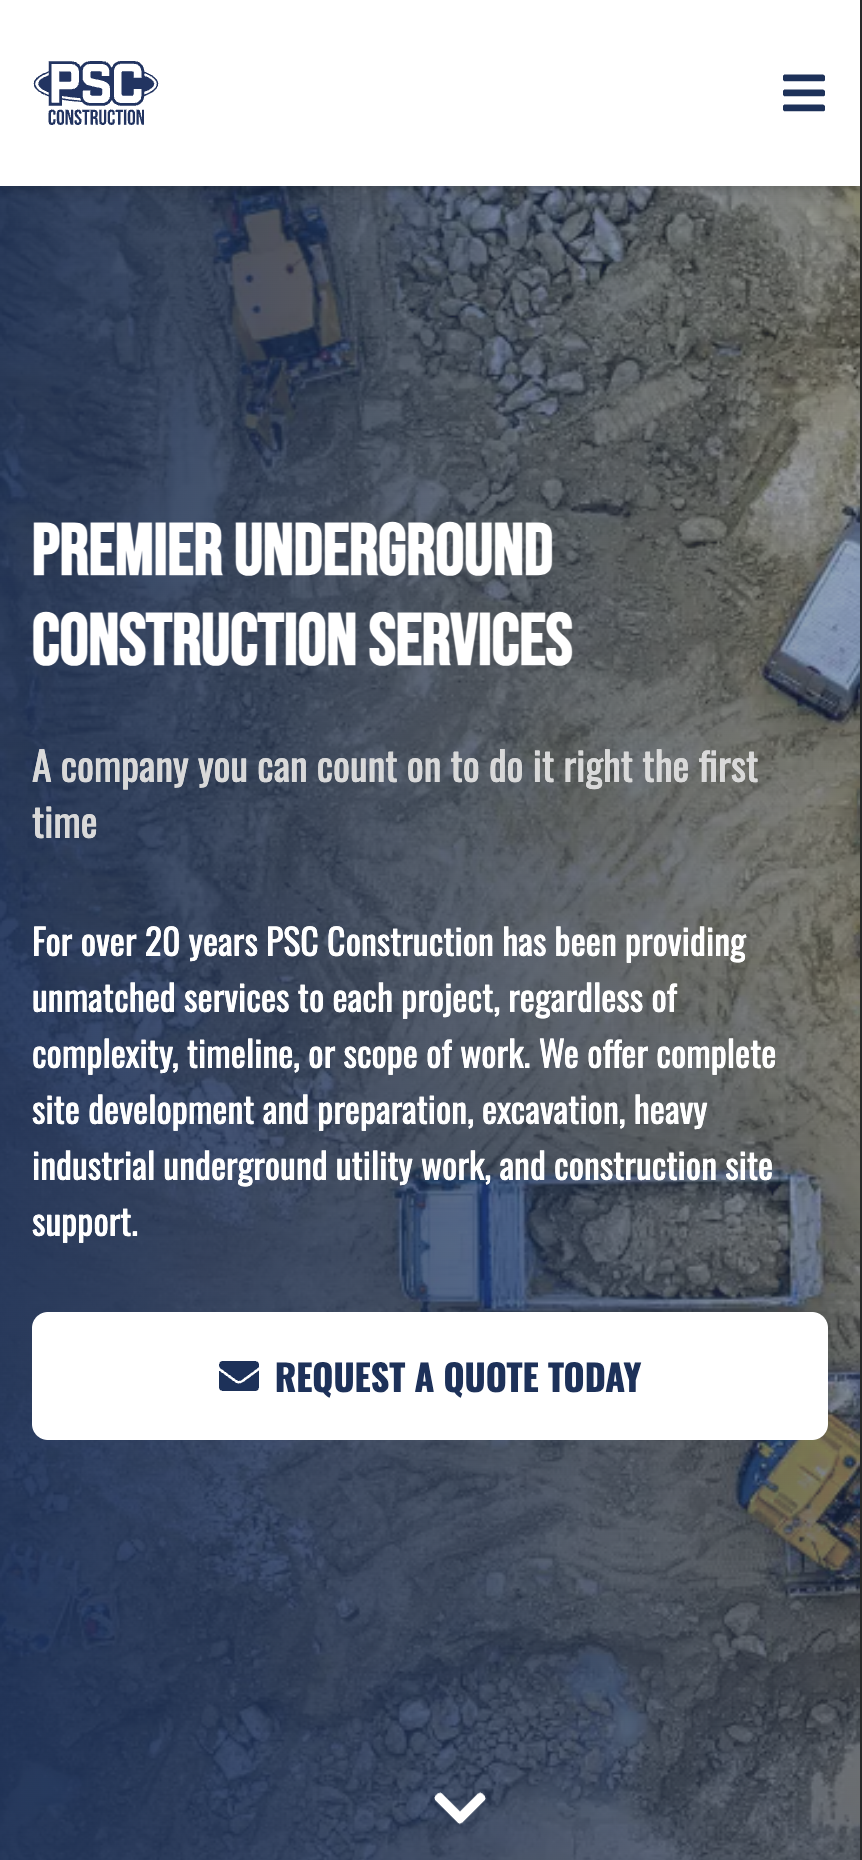 PSC
CONSTRUCTION
PREMIER UNDERGROUND
CONSTRUCTION SERVICES
A company you can count on to do it right the first
time
For over 20 years PSC Construction has been providing
unmatched services to each project, regardless of
complexity, timeline, or scope of work. We offer complete
site development and preparation, excavation, heavy
industrial underground utility work, and construction site
support.
REQUEST A QUOTE TODAY